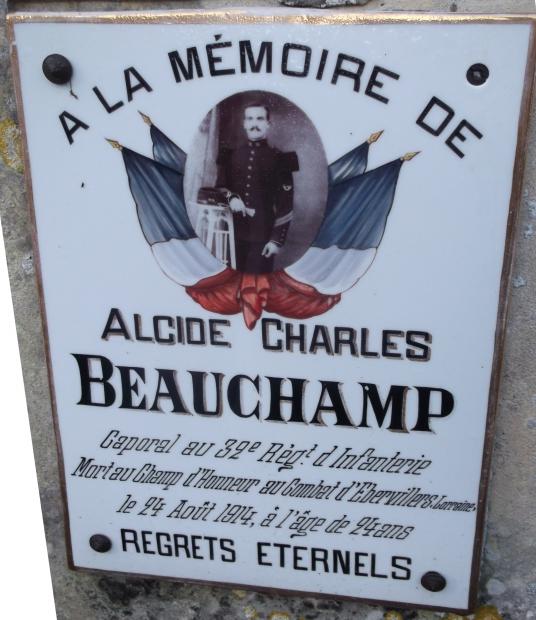 A LA MÉMOIRE DE
ALCIDE CHARLES
BEAUCHAMP
Caporal au 32e Régt d'Infanterie
Mort au Champ d'Honneur au Combat d'Ehervillers, Lorraine,
le 24 Août 1914, à l'âge de 24 ans
REGRETS ETERNELS